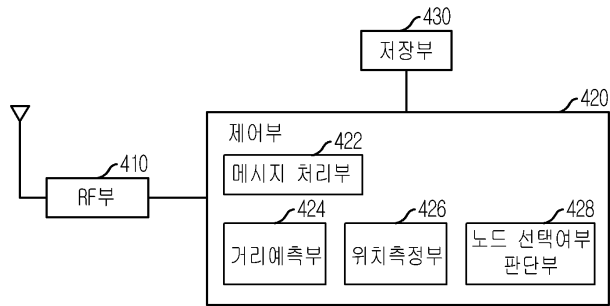 430
저장부
420
제어부
422
메시지 처리부
410
RF부
424
거리예측부
426
위치측정부
428
노드 선택여부
판단부